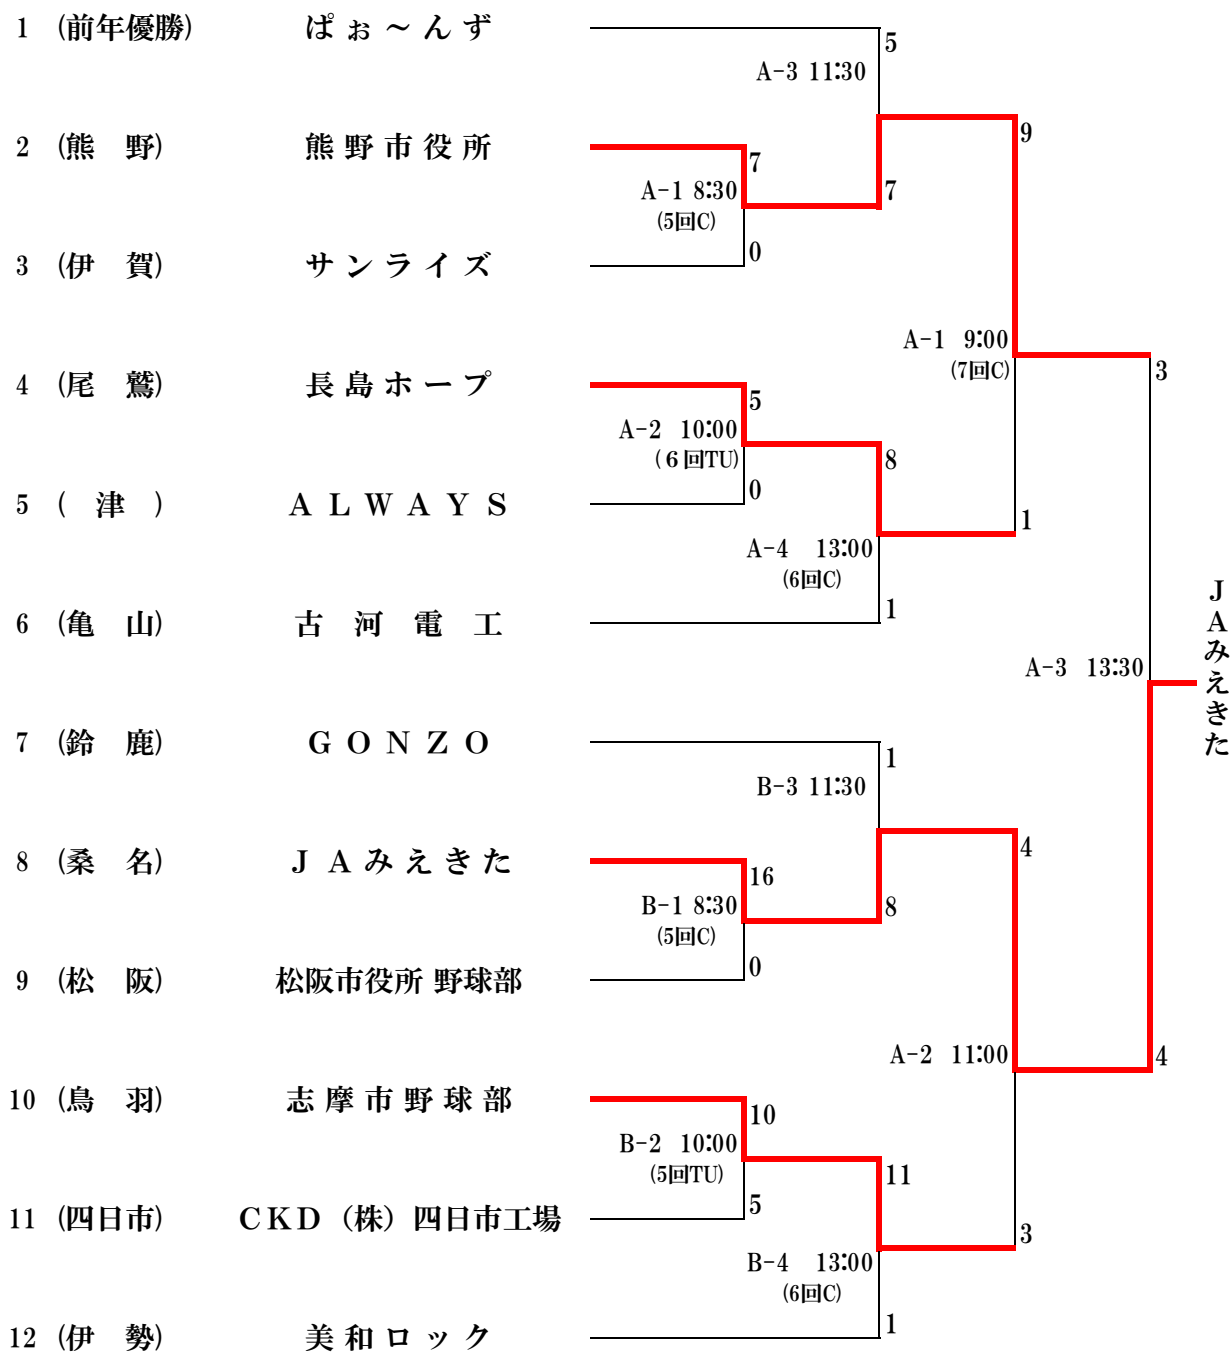 1 (前年優勝) ぱぉ～んず
5
A-3 11:30
9
2 (熊 野) 熊野市役所
7
A-1 8:30
7
(5回C)
0
3 (伊 賀) サンライズ
A-1 9:00
(7回C)
3
4 (尾 鷲) 長島ホープ
5
A-2 10:00
(６回TU)
8
0
5 ( 津 ) ＡＬＷＡＹＳ
1
A-4 13:00
(6回C)
1
6 (亀 山) 古河電工
JAみえきた
A-3 13:30
7 (鈴 鹿) ＧＯＮＺＯ
1
B-3 11:30
4
8 (桑 名) ＪＡみえきた
16
B-1 8:30
8
(5回C)
0
9 (松 阪) 松阪市役所 野球部
A-2 11:00
4
10 (鳥 羽) 志摩市野球部
10
B-2 10:00
(5回TU)
11
5
11 (四日市) ＣＫＤ（株）四日市工場
3
B-4 13:00
(6回C)
1
12 (伊 勢) 美和ロック